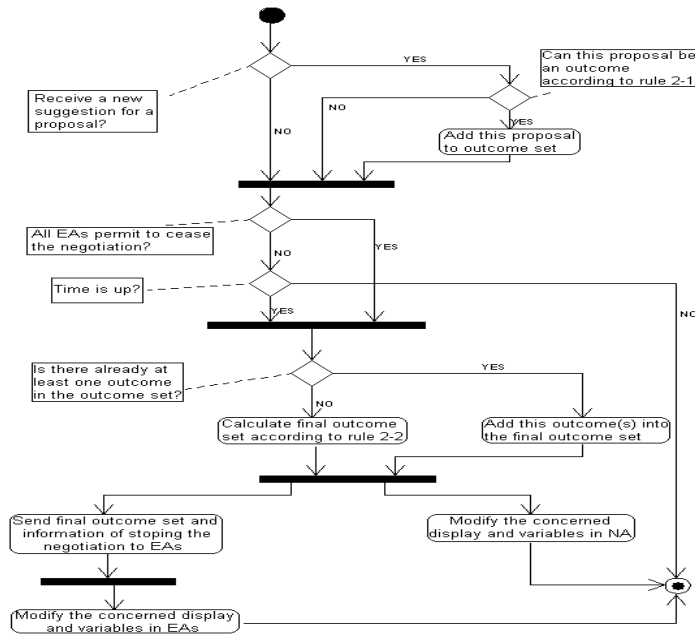 YES
Can this proposal be
an outcome
according to rule 2-1
Receive a new
suggestion for a
proposal?
NO
NO
YES
Add this proposal
to outcome set
All EAs permit to cease
the negotiation?
YES
NO
Time is up?
YES
NO
Is there already at
least one outcome
in the outcome set?
YES
NO
Calculate final outcome
set according to rule 2-2
Add this outcome(s) into
the final outcome set
Send final outcome set and
information of stoping the
negotiation to EAs
Modify the concerned
display and variables in NA
Modify the concerned display
and variables in EAs